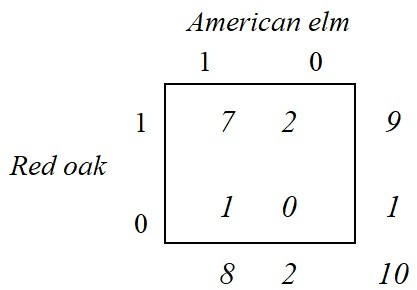 American elm
1 0
1 7 2 9
Red oak
0 1 0 1
8 2 10